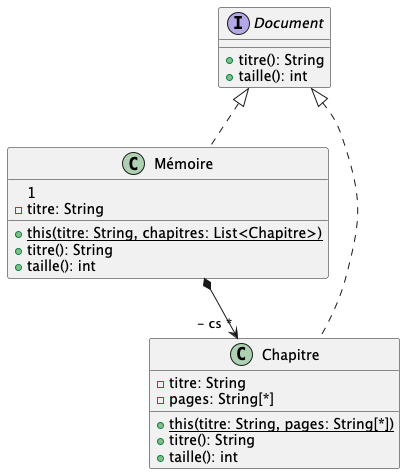 I Document
titre(): String
taille(): int
C Mémoire
1
titre: String
this(titre: String, chapitres: List<Chapitre>)
titre(): String
taille(): int
- cs *
C Chapitre
titre: String
pages: String[*]
this(titre: String, pages: String[*])
titre(): String
taille(): int